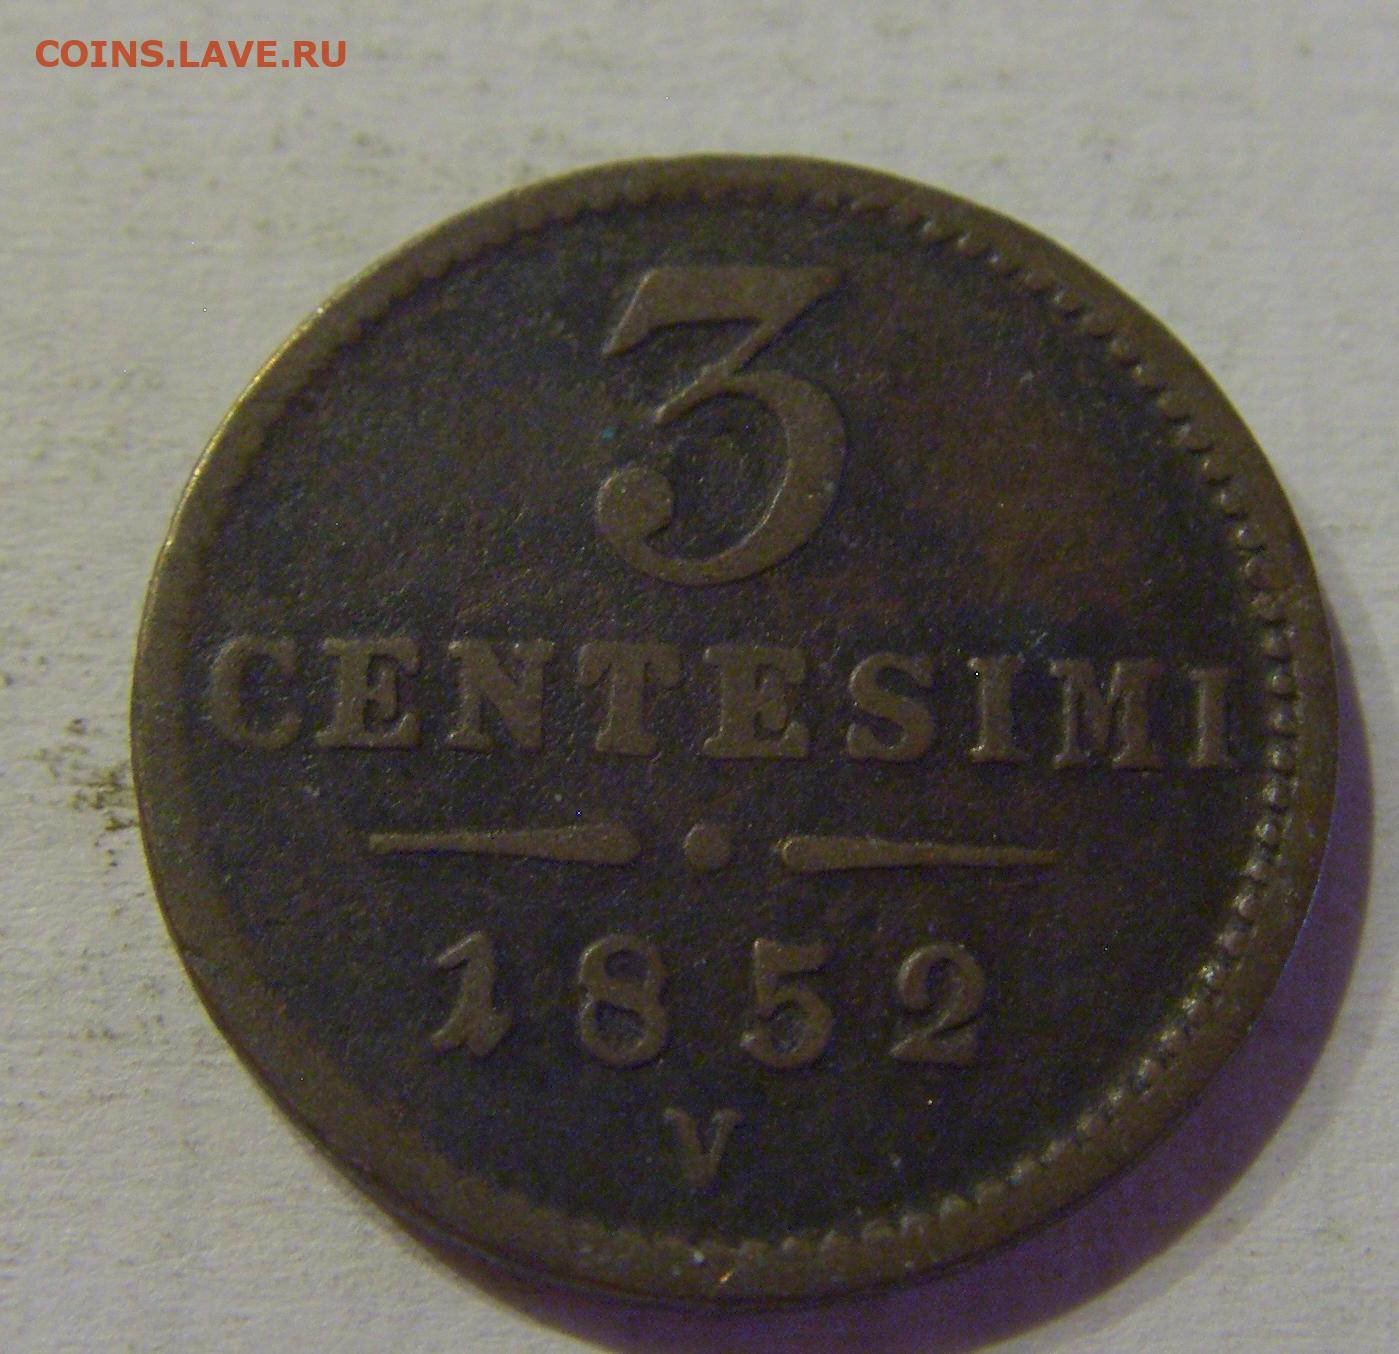 COINS.LAVE.RU
3
CENTESIMI
1852
V